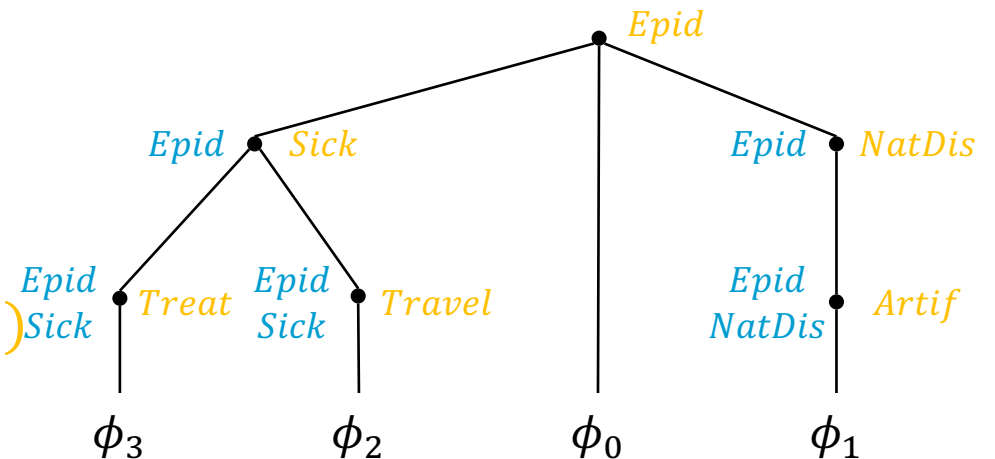 Epid
Epid Sick
Epid NatDis
Epid
Sick
Treat
)
Epid
Sick
Travel
Epid
NatDis
Artif
ϕ₃ ϕ₂ ϕ₀ ϕ₁